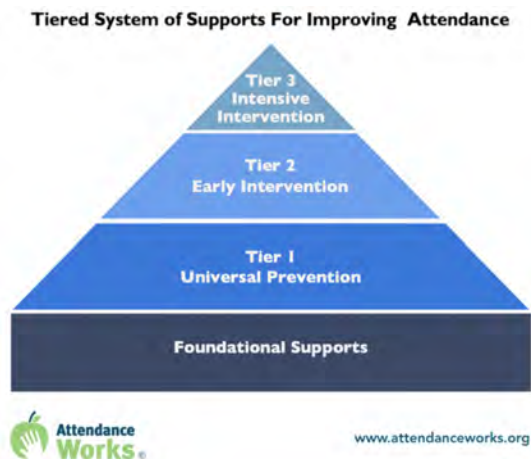 Tiered System of Supports For Improving Attendance
Tier 3
Intensive
Intervention
Tier 2
Early Intervention
Tier 1
Universal Prevention
Foundational Supports
Attendance
Works®
www.attendanceworks.org